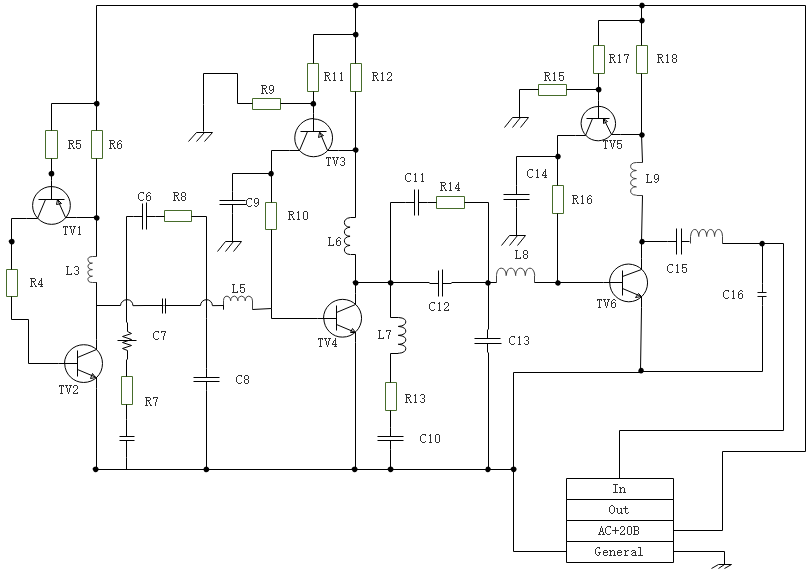 R17
R18
R11
R12
R15
R9
R5
R6
TV5
TV3
C14
L9
C11
R14
C6
R8
C9
R16
R10
TV1
L6
L8
C15
L3
R4
L5
C16
C12
TV6
C7
TV4
L7
C13
C8
TV2
R7
R13
C10
In
Out
AC+20B
General